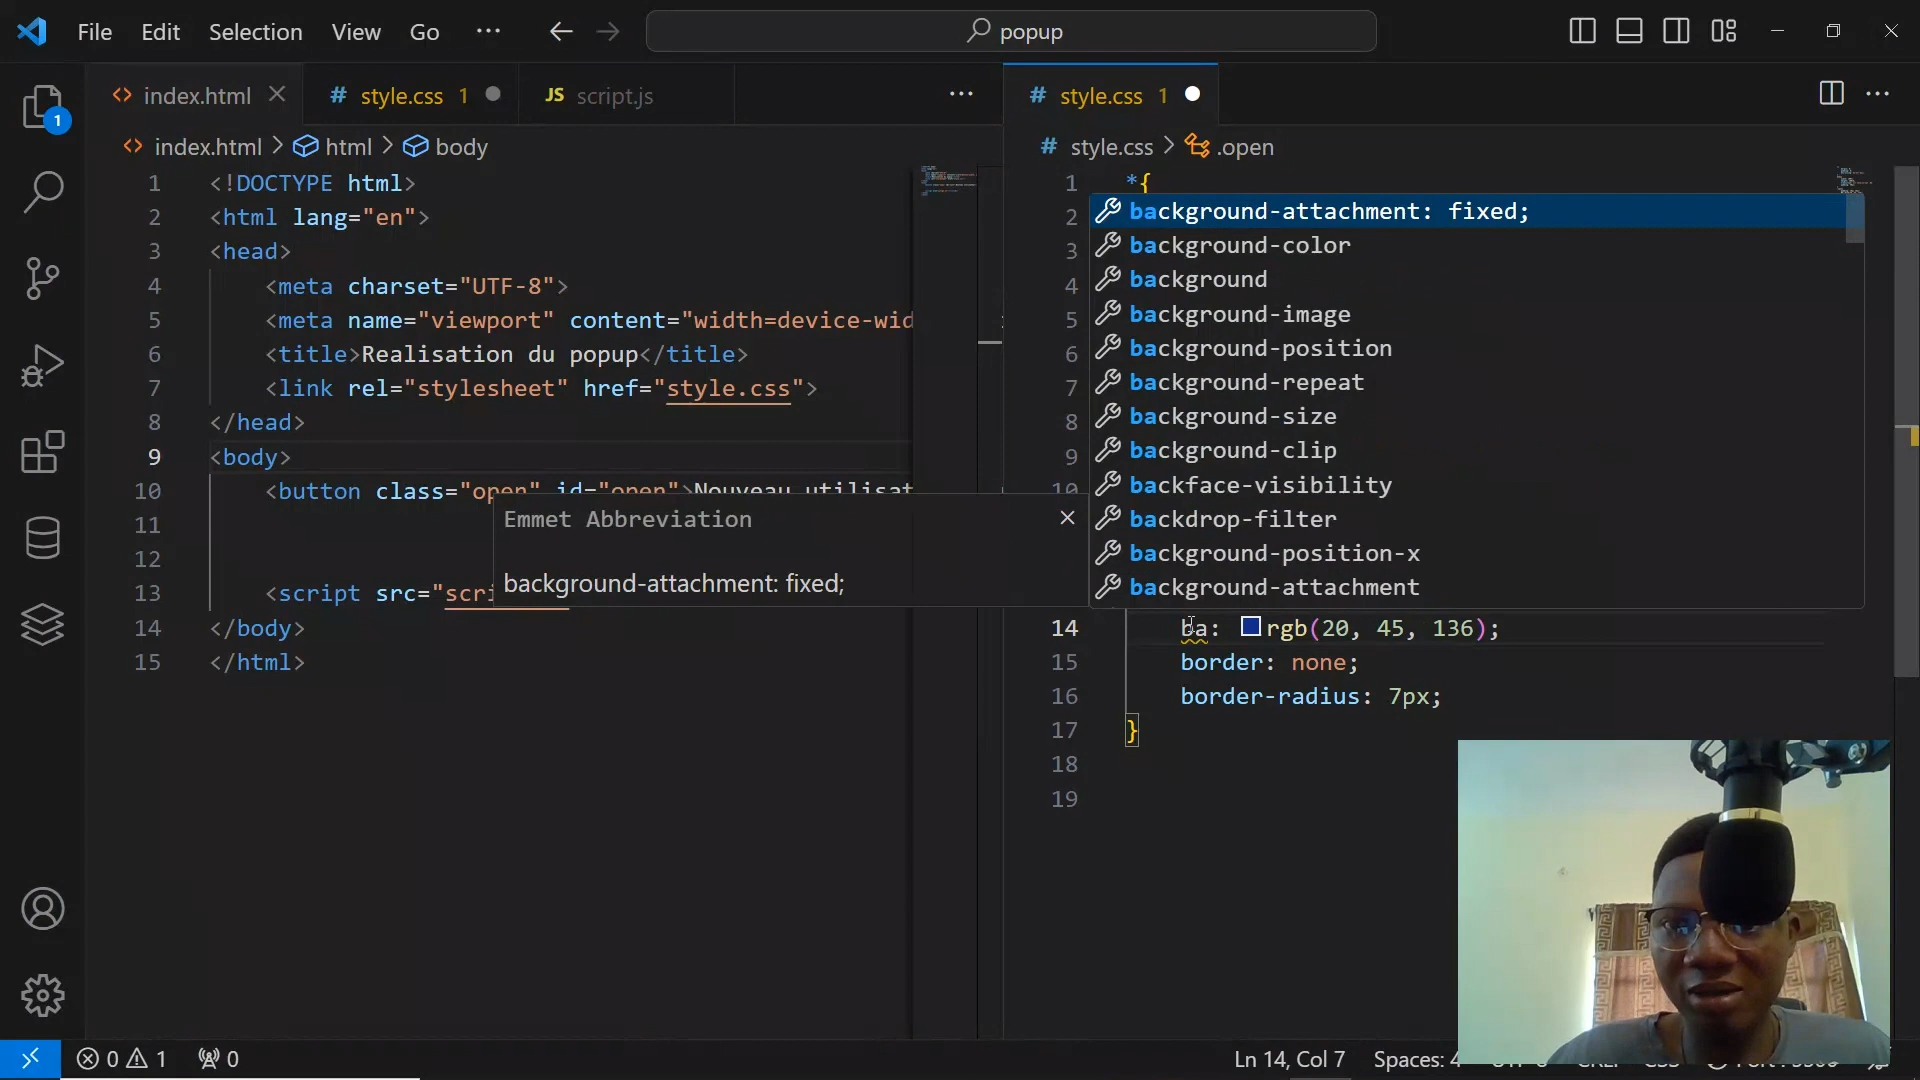 File Edit Selection View Go ··· popup
index.html style.css 1 JS script.js ···
index.html > html > body
1 <!DOCTYPE html>
2 <html lang="en">
3 <head>
4 <meta charset="UTF-8">
5 <meta name="viewport" content="width=device-wid
6 <title>Realisation du popup</title>
7 <link rel="stylesheet" href="style.css">
8 </head>
9 <body>
10 <button class="open" id="open">Nouveau utilisat
11
12
13 <script src="scri
14 </body>
15 </html>
Emmet Abbreviation
background-attachment: fixed;
style.css 1 ···
style.css > .open
1 *{
2
3
4
5
6
7
8
9
10
background-attachment: fixed;
background-color
background
background-image
background-position
background-repeat
background-size
background-clip
backface-visibility
backdrop-filter
background-position-x
background-attachment
14 ba: rgb(20, 45, 136);
15 border: none;
16 border-radius: 7px;
17 }
18
19
1
0 1 0 Ln 14, Col 7 Spaces: 4